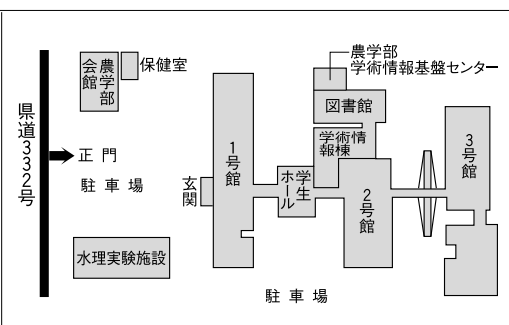 県道332号
正門
駐車場
農学部
会館
保健室
水理実験施設
玄関
1号館
学生
ホール
農学部
学術情報基盤センター
図書館
学術情報
棟
2号館
3号館
駐車場